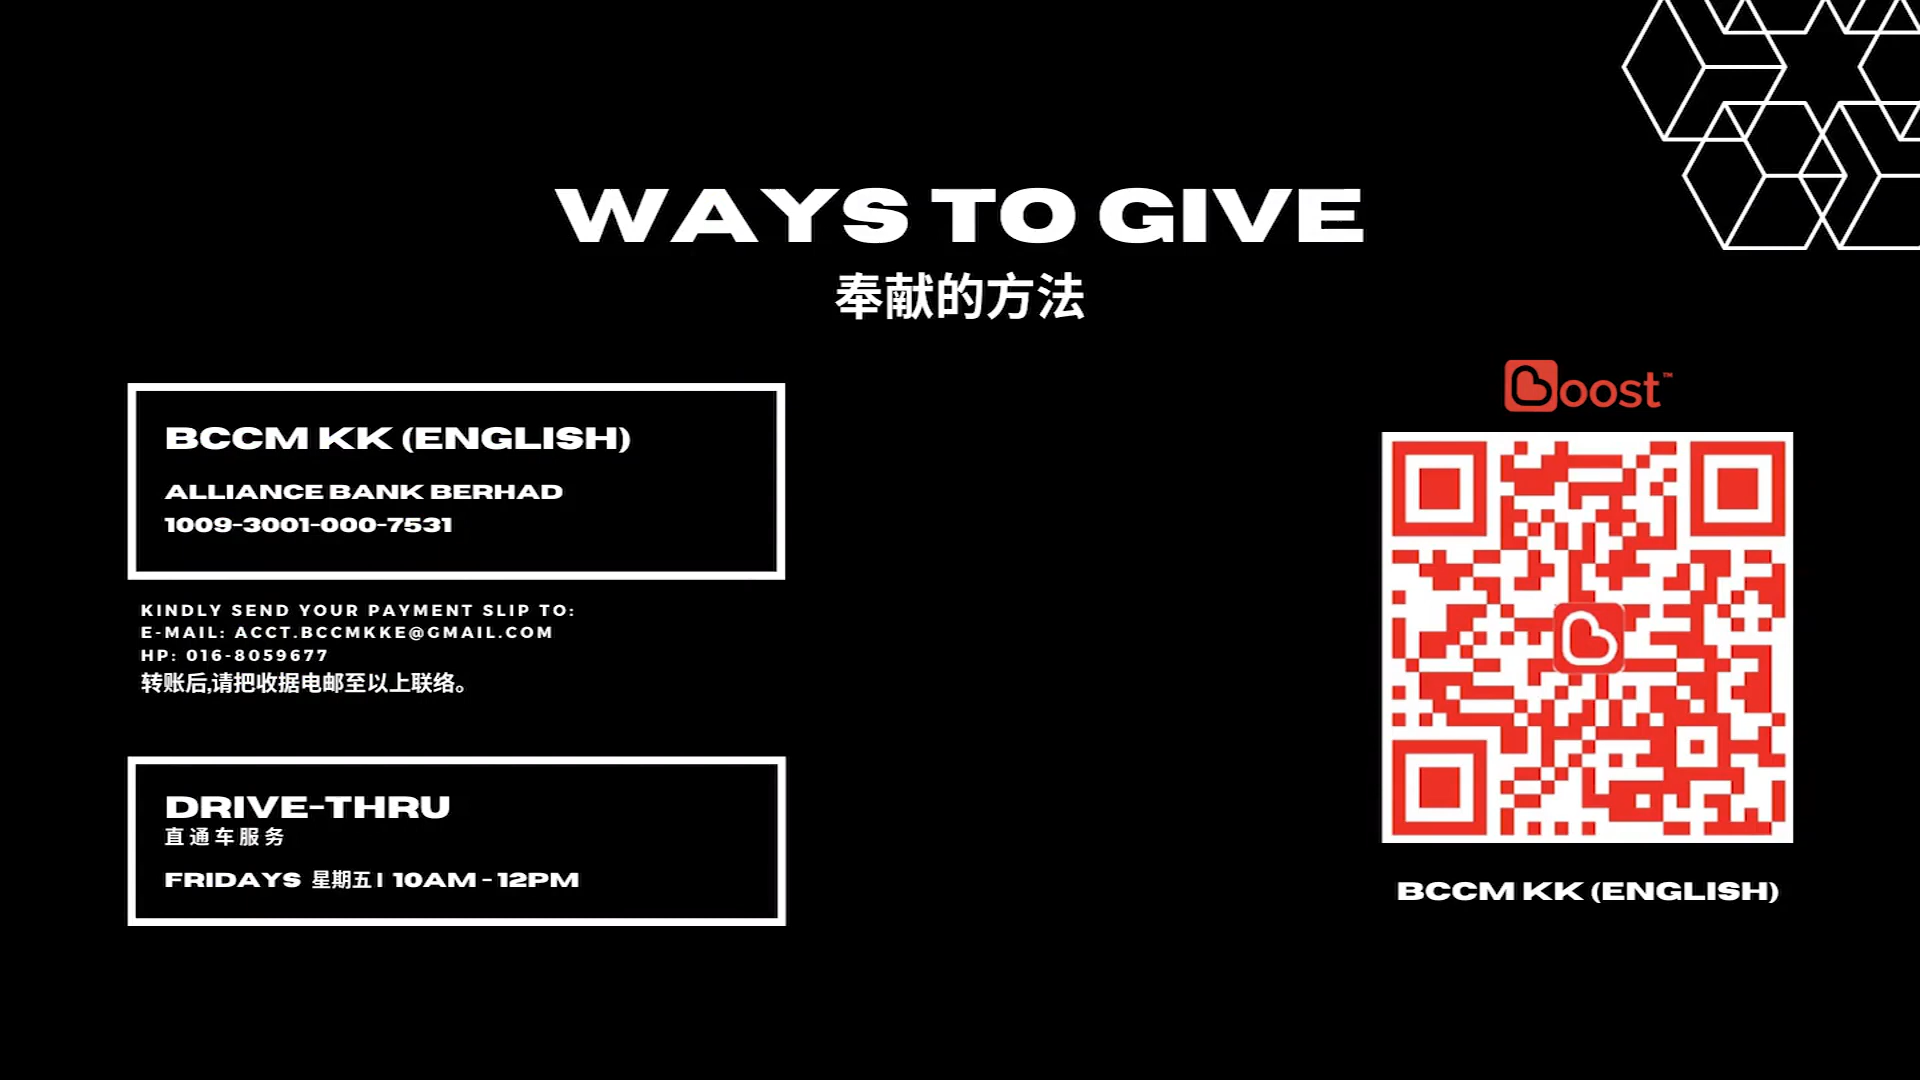 WAYS TO GIVE
奉献的方法
BCCM KK (ENGLISH)
ALLIANCE BANK BERHAD
1009-3001-000-7531
KINDLY SEND YOUR PAYMENT SLIP TO:
E-MAIL: ACCT.BCCMKKE@GMAIL.COM
HP: 016-8059677
转账后,请把收据电邮至以上联络。
DRIVE-THRU
直通车服务
FRIDAYS 星期五 | 10AM - 12PM
Boost™
BCCM KK (ENGLISH)